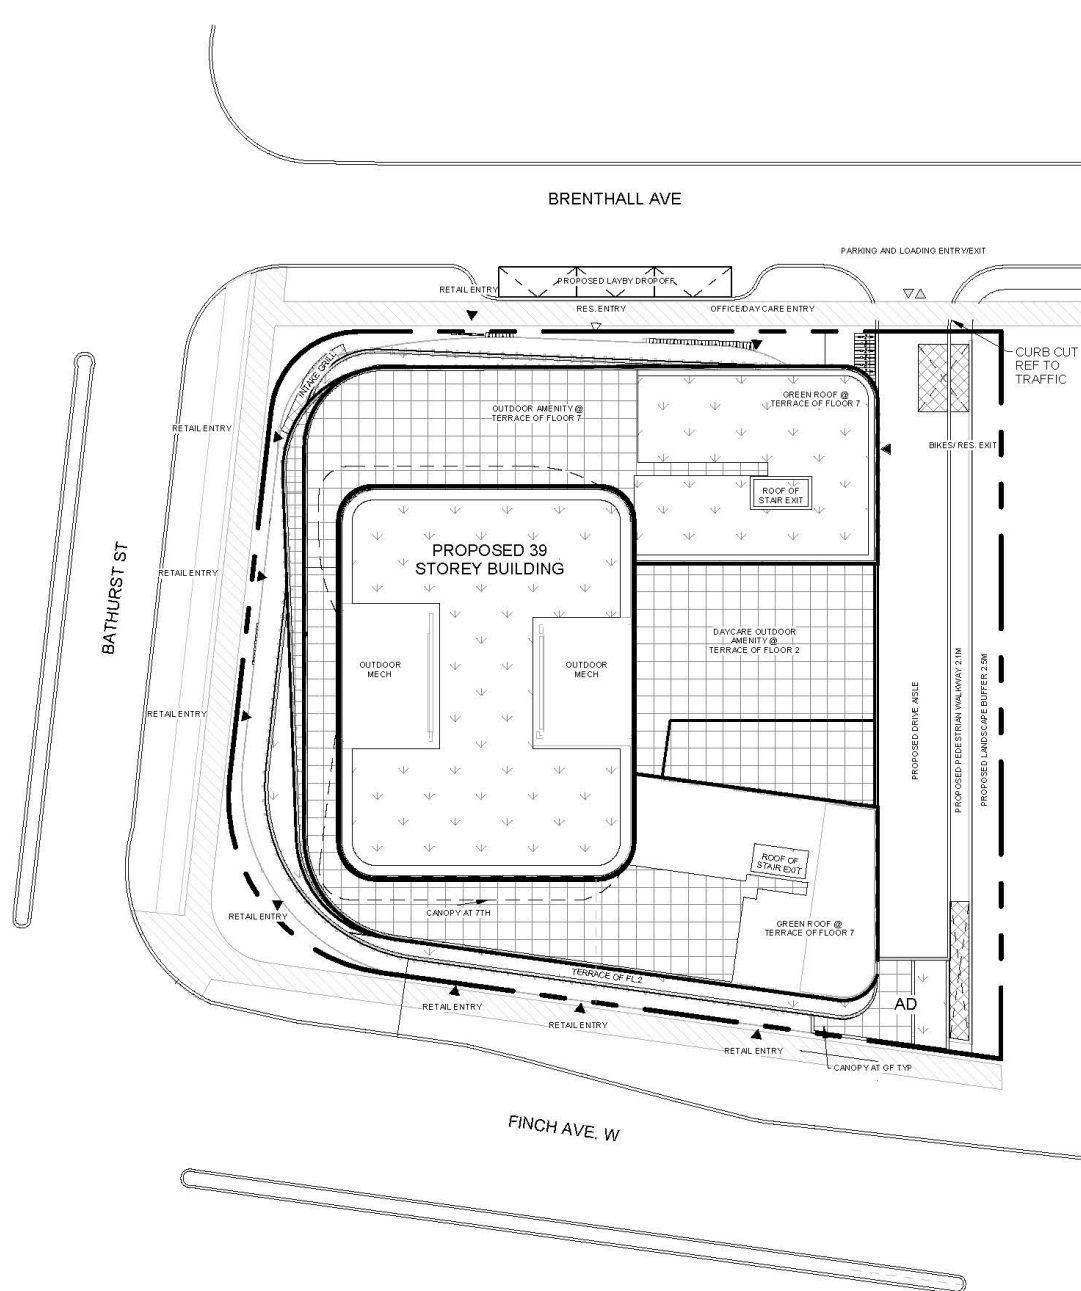 BRENTHALL AVE
PARKING AND LOADING ENTRY/EXIT
RETAIL ENTRY
PROPOSED LAYBY DROPOFF
RES. ENTRY
OFFICE/DAYCARE ENTRY
CURB CUT
REF TO
TRAFFIC
INTAKE GRILL
RETAIL ENTRY
OUTDOOR AMENITY @
TERRACE OF FLOOR 7
GREEN ROOF @
TERRACE OF FLOOR 7
BIKES/ RES. EXIT
ROOF OF
STAIR EXIT
PROPOSED 39
STOREY BUILDING
BATHURST ST
RETAIL ENTRY
OUTDOOR
MECH
OUTDOOR
MECH
DAYCARE OUTDOOR
AMENITY @
TERRACE OF FLOOR 2
RETAIL ENTRY
PROPOSED DRIVE AISLE
PROPOSED PEDESTRIAN WALKWAY 2.1M
PROPOSED LANDSCAPE BUFFER 2.5M
ROOF OF
STAIR EXIT
RETAIL ENTRY
CANOPY AT 7TH
GREEN ROOF @
TERRACE OF FLOOR 7
TERRACE OF FL.2
AD
RETAIL ENTRY
RETAIL ENTRY
RETAIL ENTRY
CANOPY AT GF TYP
FINCH AVE. W